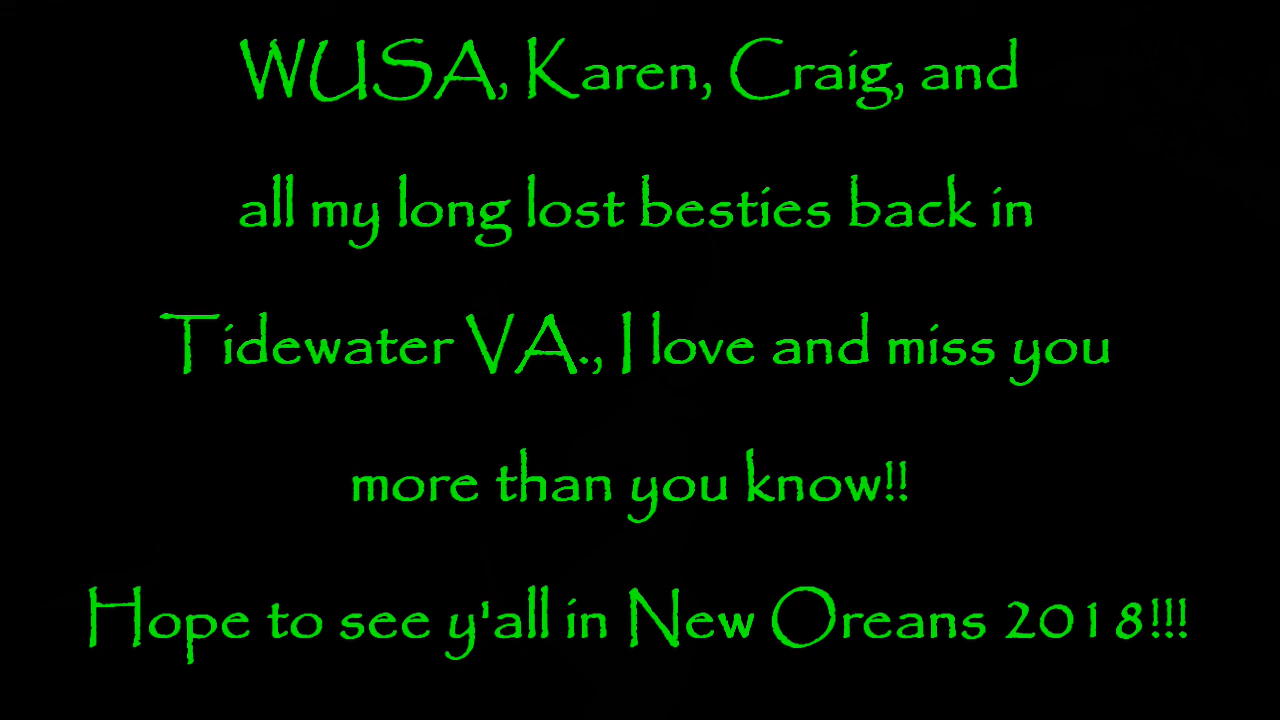 WUSA, Karen, Craig, and
all my long lost besties back in
Tidewater VA., I love and miss you
more than you know!!
Hope to see y'all in New Oreans 2018!!!